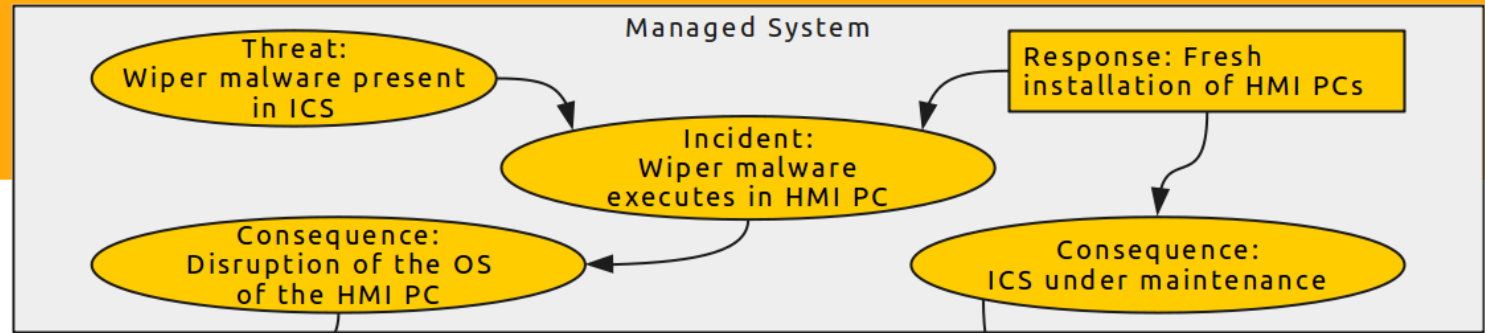 Managed System
Threat:
Wiper malware present
in ICS
Response: Fresh
installation of HMI PCs
Incident:
Wiper malware
executes in HMI PC
Consequence:
Disruption of the OS
of the HMI PC
Consequence:
ICS under maintenance